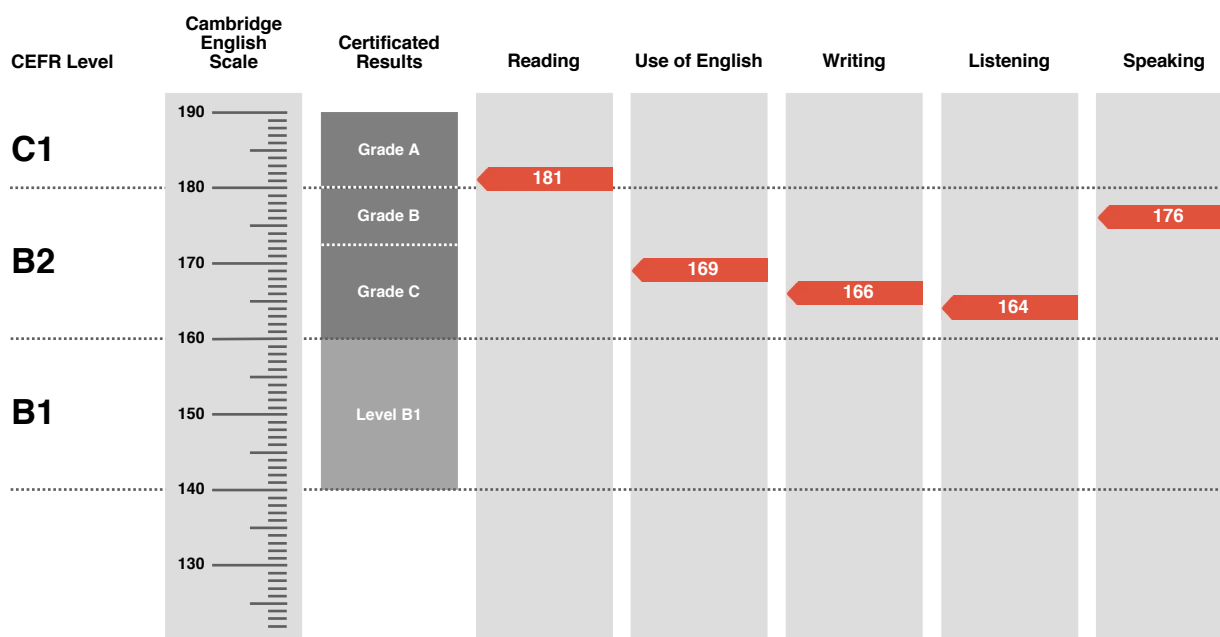 CEFR Level
Cambridge
English
Scale
Certificated
Results
Reading
Use of English
Writing
Listening
Speaking
190
C1
Grade A
181
180
Grade B
176
B2
170
169
Grade C
166
164
160
B1
150
Level B1
140
130